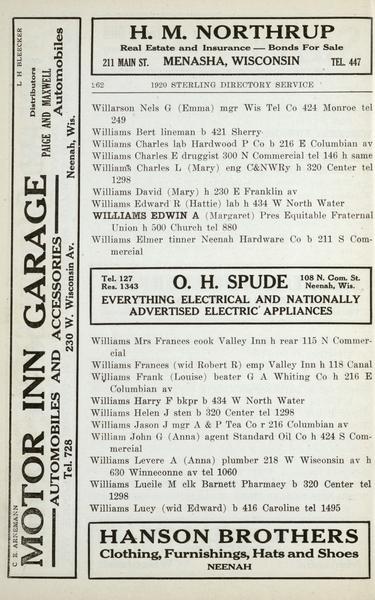 H. M. NORTHRUP
Real Estate and Insurance — Bonds For Sale
211 MAIN ST. MENASHA, WISCONSIN TEL. 447
262 1920 STERLING DIRECTORY SERVICE
Willarson Nels G (Emma) mgr Wis Tel Co 424 Monroe tel
249
Williams Bert lineman b 421 Sherry
Williams Charles lab Hardwood P Co b 216 E Columbian av
Williams Charles E druggist 300 N Commercial tel 146 h same
Williams Charles L (Mary) eng C&NWRy h 320 Center tel
1298
Williams David (Mary) h 230 E Franklin av
Williams Edward R (Hattie) lab h 434 W North Water
WILLIAMS EDWIN A (Margaret) Pres Equitable Fraternal
Union h 500 Church tel 880
Williams Elmer tinner Neenah Hardware Co b 211 S Com-
mercial
Tel. 127
Res. 1343
O. H. SPUDE
108 N. Com. St.
Neenah, Wis.
EVERYTHING ELECTRICAL AND NATIONALLY
ADVERTISED ELECTRIC APPLIANCES
Williams Mrs Frances cook Valley Inn h rear 115 N Commer-
cial
Williams Frances (wid Robert R) emp Valley Inn h 118 Canal
Williams Frank (Louise) beater G A Whiting Co h 216 E
Columbian av
Williams Harry F bkpr b 434 W North Water
Williams Helen J sten b 320 Center tel 1298
Williams Jason J mgr A & P Tea Co r 216 Columbian av
William John G (Anna) agent Standard Oil Co h 424 S Com-
mercial
Williams Levere A (Anna) plumber 218 W Wisconsin av h
630 Winneconne av tel 1060
Williams Lucile M clk Barnett Pharmacy b 320 Center tel
1298
Williams Lucy (wid Edward) b 416 Caroline tel 1495
HANSON BROTHERS
Clothing, Furnishings, Hats and Shoes
NEENAH
C. R. ARNEMANN
L H BLEECKER
MOTOR INN GARAGE
Distributors
PAIGE AND MAXWELL
Automobiles
AUTOMOBILES AND ACCESSORIES
Tel. 728 230 W. Wisconsin Av. Neenah, Wis.